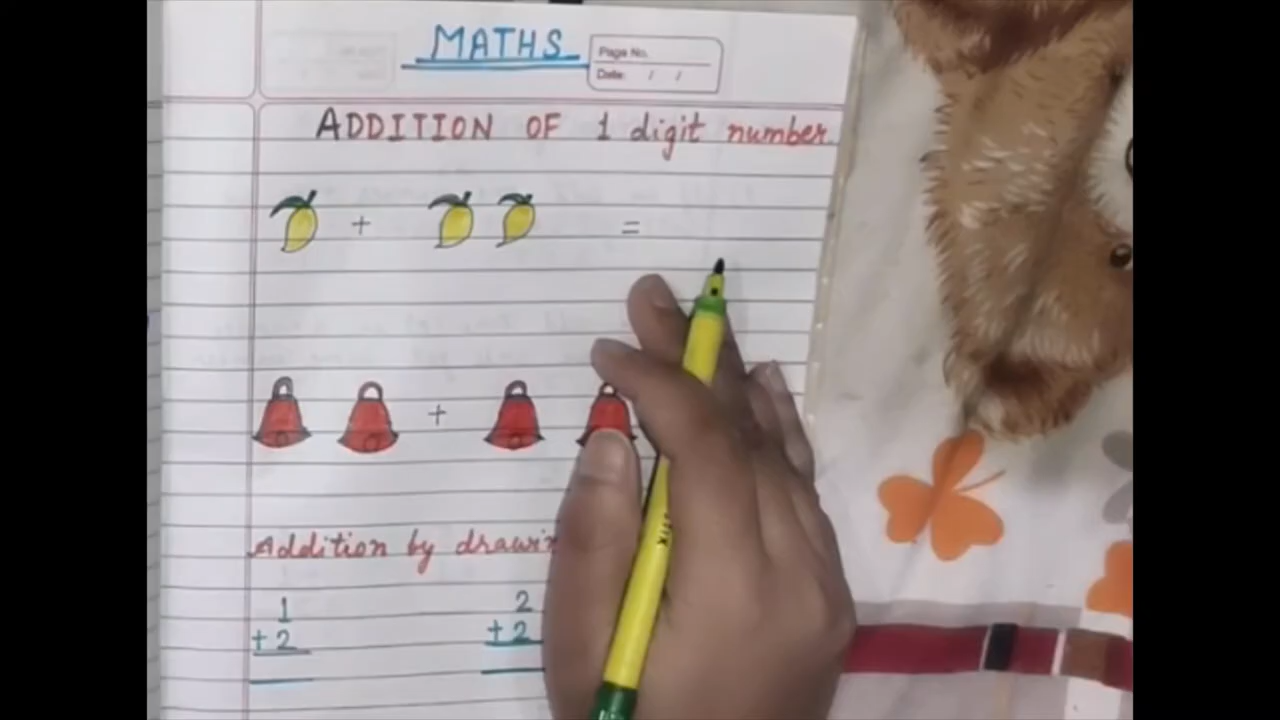 MATHS
Page No.
Date: / /
ADDITION OF 1 digit number
+ =
+
Addition by
1 2
+2 +2